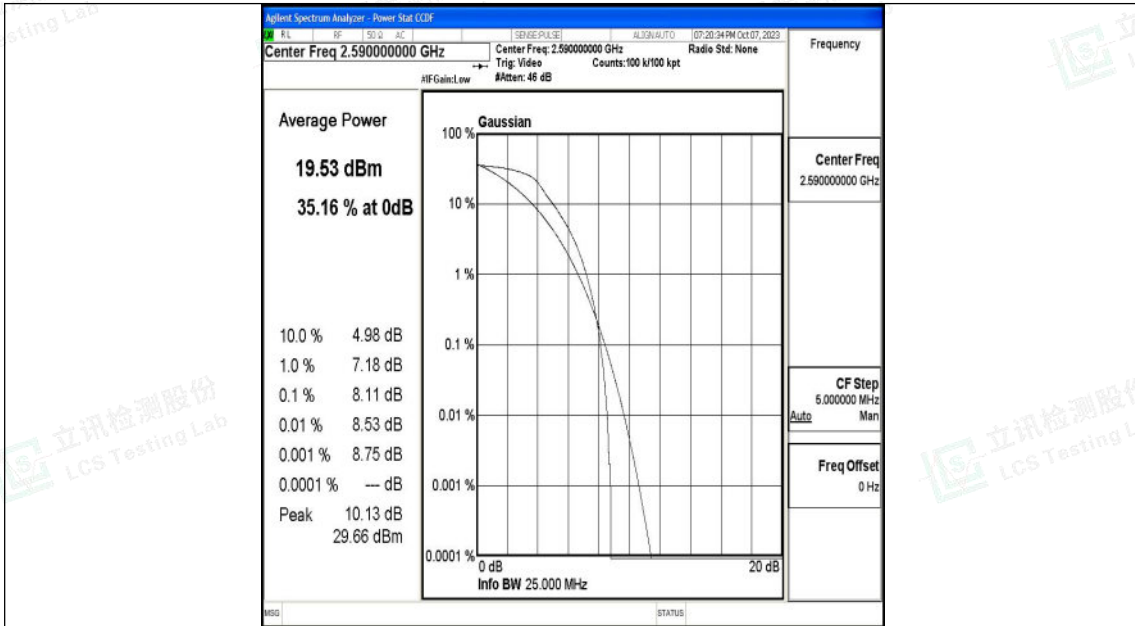 Agilent Spectrum Analyzer - Power Stat CCDF
RL RF 50 Ω AC SENSE:PULSE ALIGNAUTO 07:20:34 PM Oct 07, 2023
Center Freq 2.590000000 GHz
Center Freq: 2.590000000 GHz Radio Std: None
Trig: Video Counts:100 k/100 kpt
#IFGain:Low #Atten: 46 dB
Frequency
Average Power
19.53 dBm
35.16 % at 0dB
10.0 % 4.98 dB
1.0 % 7.18 dB
0.1 % 8.11 dB
0.01 % 8.53 dB
0.001 % 8.75 dB
0.0001 % --- dB
Peak 10.13 dB
29.66 dBm
Gaussian
100 %
10 %
1 %
0.1 %
0.01 %
0.001 %
0.0001 %
0 dB 20 dB
Info BW 25.000 MHz
Center Freq
2.590000000 GHz
CF Step
5.000000 MHz
Auto Man
Freq Offset
0 Hz
MSG STATUS
立讯检测股份
LCS Testing Lab
立讯检测股份
LCS Testing L
sting Lab
立